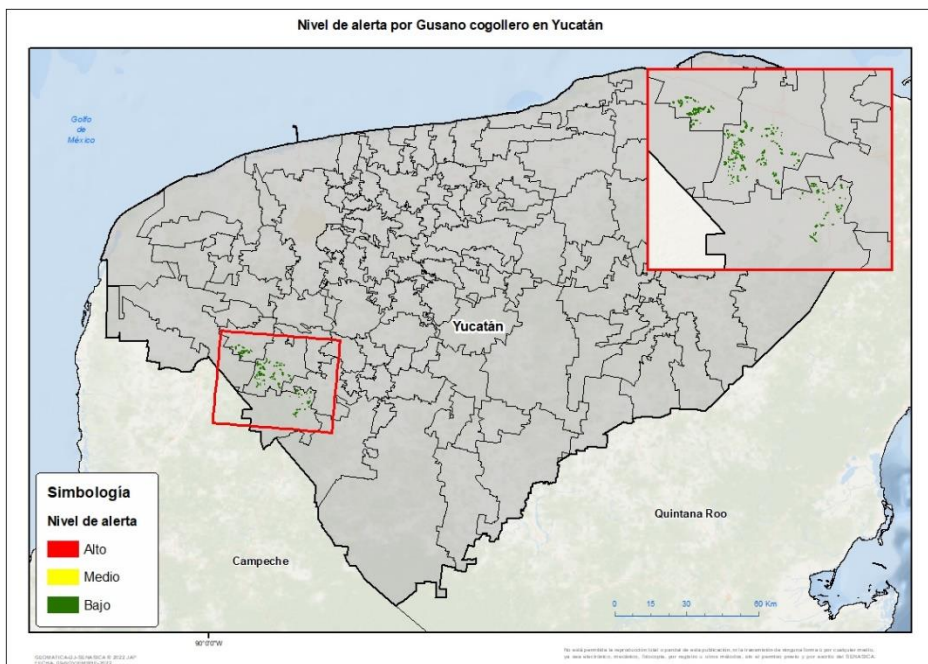 Nivel de alerta por Gusano cogollero en Yucatán
Golfo
de
México
Yucatán
Quintana Roo
Campeche
Simbología
Nivel de alerta
Alto
Medio
Bajo
0 15 30 60 Km
90°0'0"W